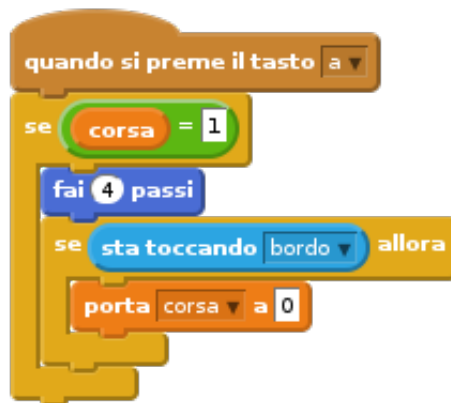 quando si preme il tasto a
se corsa = 1
fai 4 passi
se sta toccando bordo allora
porta corsa a 0